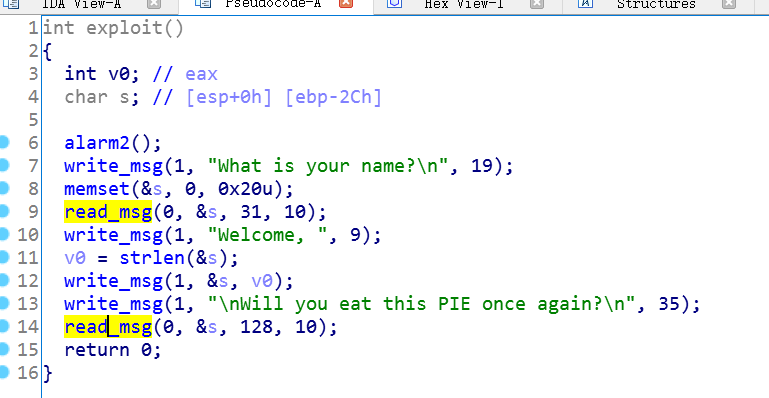 IDA View-A Pseudocode-A Hex View-1 Structures
1 int exploit()
2 {
3 int v0; // eax
4 char s; // [esp+0h] [ebp-2Ch]
5
6 alarm2();
7 write_msg(1, "What is your name?\n", 19);
8 memset(&s, 0, 0x20u);
9 read_msg(0, &s, 31, 10);
10 write_msg(1, "Welcome, ", 9);
11 v0 = strlen(&s);
12 write_msg(1, &s, v0);
13 write_msg(1, "\nWill you eat this PIE once again?\n", 35);
14 read_msg(0, &s, 128, 10);
15 return 0;
16 }